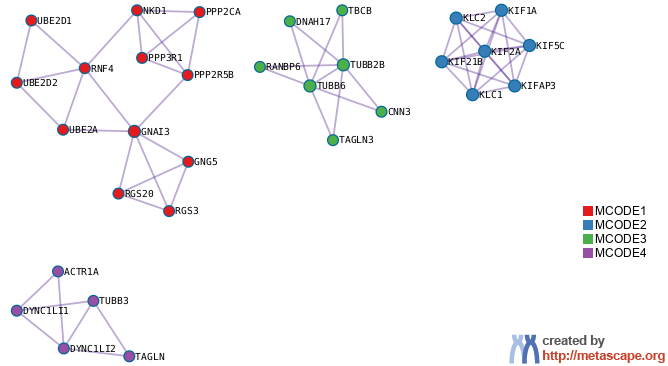 UBE2D1
NKD1
PPP2CA
PPP3R1
RNF4
PPP2R5B
UBE2D2
UBE2A
GNAI3
GNG5
RGS20
RGS3
TBCB
DNAH17
RANBP6
TUBB2B
TUBB6
CNN3
TAGLN3
KIF1A
KLC2
KIF5C
KIF2A
KIF21B
KIFAP3
KLC1
MCODE1
MCODE2
MCODE3
MCODE4
ACTR1A
TUBB3
DYNC1LI1
DYNC1LI2
TAGLN
created by
http://metascape.org